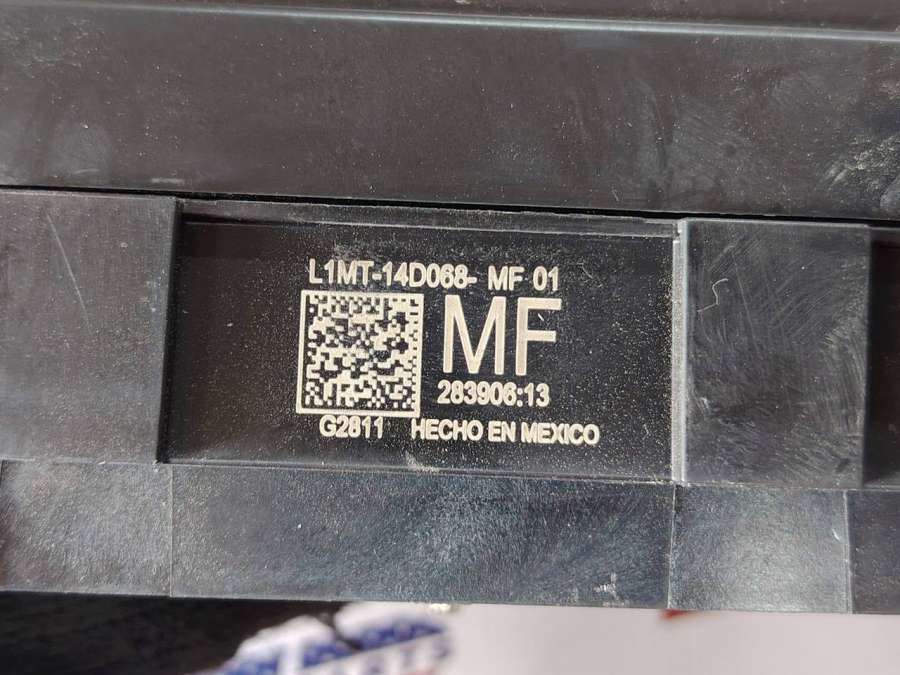 L1MT-14D068- MF 01
MF
283906:13
G2811 HECHO EN MEXICO